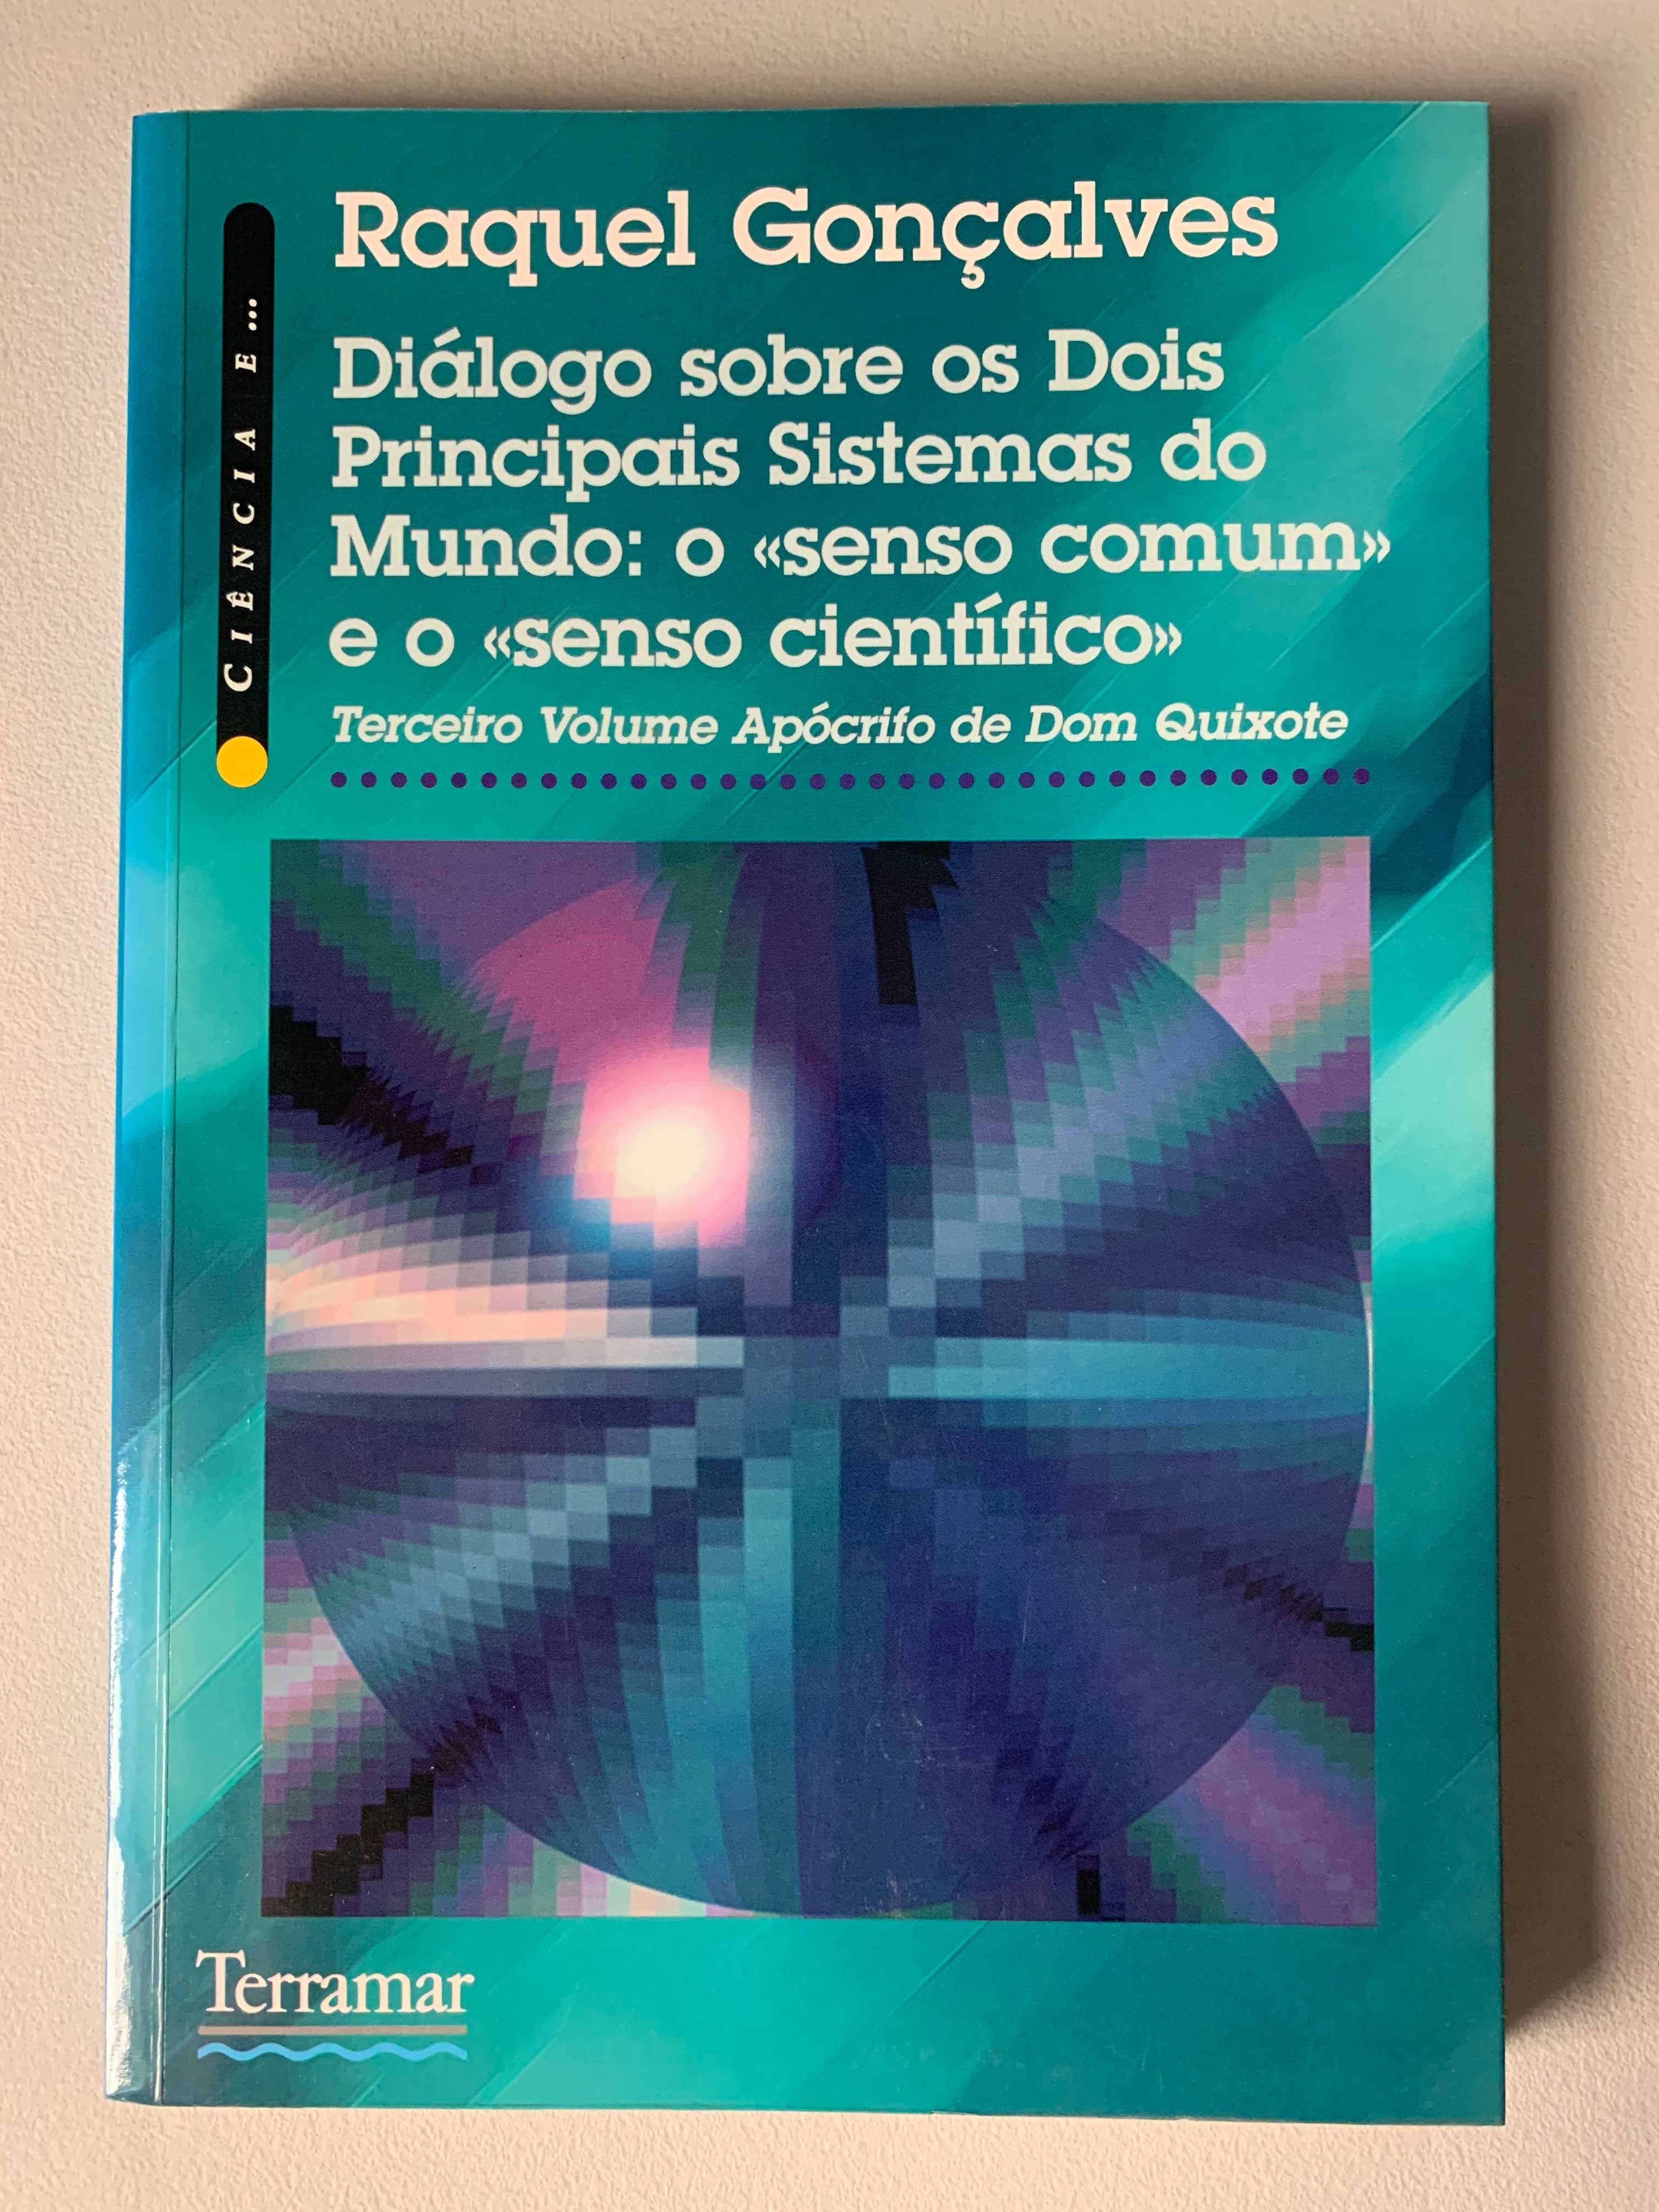 Raquel Gonçalves
Diálogo sobre os Dois
Principais Sistemas do
Mundo: o «senso comum»
e o «senso científico»
Terceiro Volume Apócrifo de Dom Quixote
CIÊNCIA E...
Terramar